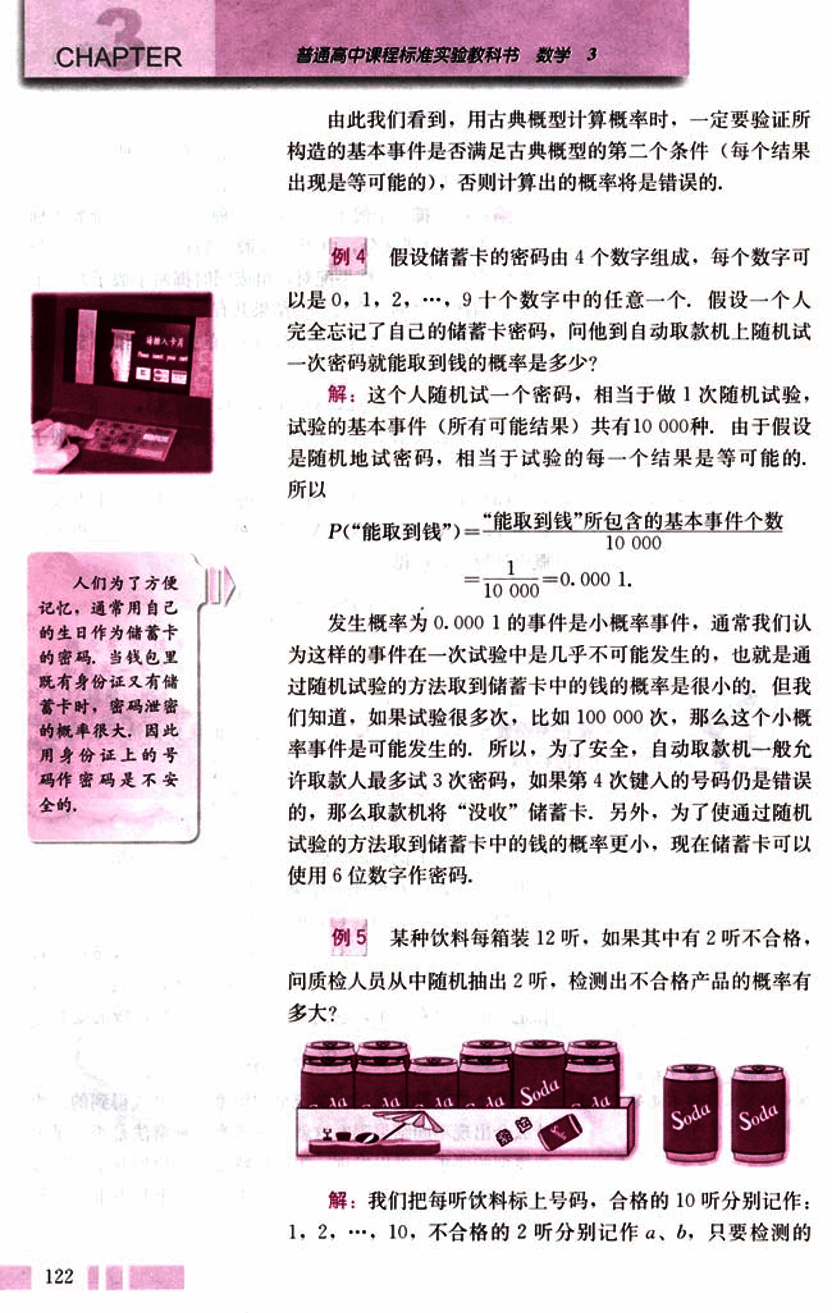 3
CHAPTER
普通高中课程标准实验教科书 数学 3
由此我们看到，用古典概型计算概率时，一定要验证所
构造的基本事件是否满足古典概型的第二个条件（每个结果
出现是等可能的），否则计算出的概率将是错误的.
例4 假设储蓄卡的密码由 4 个数字组成，每个数字可
以是 0，1，2，…，9 十个数字中的任意一个. 假设一个人
完全忘记了自己的储蓄卡密码，问他到自动取款机上随机试
一次密码就能取到钱的概率是多少?
请插入卡片
解：这个人随机试一个密码，相当于做 1 次随机试验，
试验的基本事件（所有可能结果）共有10 000种. 由于假设
是随机地试密码，相当于试验的每一个结果是等可能的.
所以
P(“能取到钱”)=“能取到钱”所包含的基本事件个数
10 000
=1/10 000=0.000 1.
人们为了方便
记忆，通常用自己
的生日作为储蓄卡
的密码. 当钱包里
既有身份证又有储
蓄卡时，密码泄密
的概率很大. 因此
用身份证上的号
码作密码是不安
全的.
发生概率为 0.000 1 的事件是小概率事件，通常我们认
为这样的事件在一次试验中是几乎不可能发生的，也就是通
过随机试验的方法取到储蓄卡中的钱的概率是很小的. 但我
们知道，如果试验很多次，比如 100 000 次，那么这个小概
率事件是可能发生的. 所以，为了安全，自动取款机一般允
许取款人最多试 3 次密码，如果第 4 次键入的号码仍是错误
的，那么取款机将“没收”储蓄卡. 另外，为了使通过随机
试验的方法取到储蓄卡中的钱的概率更小，现在储蓄卡可以
使用 6 位数字作密码.
例5 某种饮料每箱装 12 听，如果其中有 2 听不合格，
问质检人员从中随机抽出 2 听，检测出不合格产品的概率有
多大?
Soda
Soda
Soda
解：我们把每听饮料标上号码，合格的 10 听分别记作：
1，2，…，10，不合格的 2 听分别记作 a、b，只要检测的
122